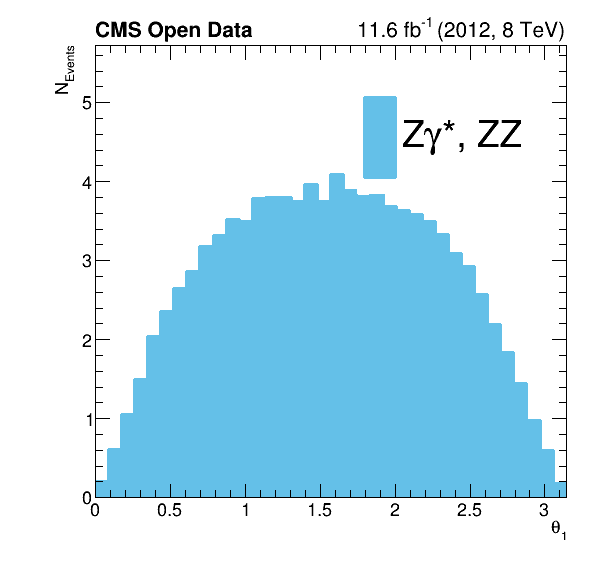 CMS Open Data 11.6 fb⁻¹ (2012, 8 TeV)
N_Events
5
Zγ*, ZZ
4
3
2
1
0
0 0.5 1 1.5 2 2.5 3
θ₁